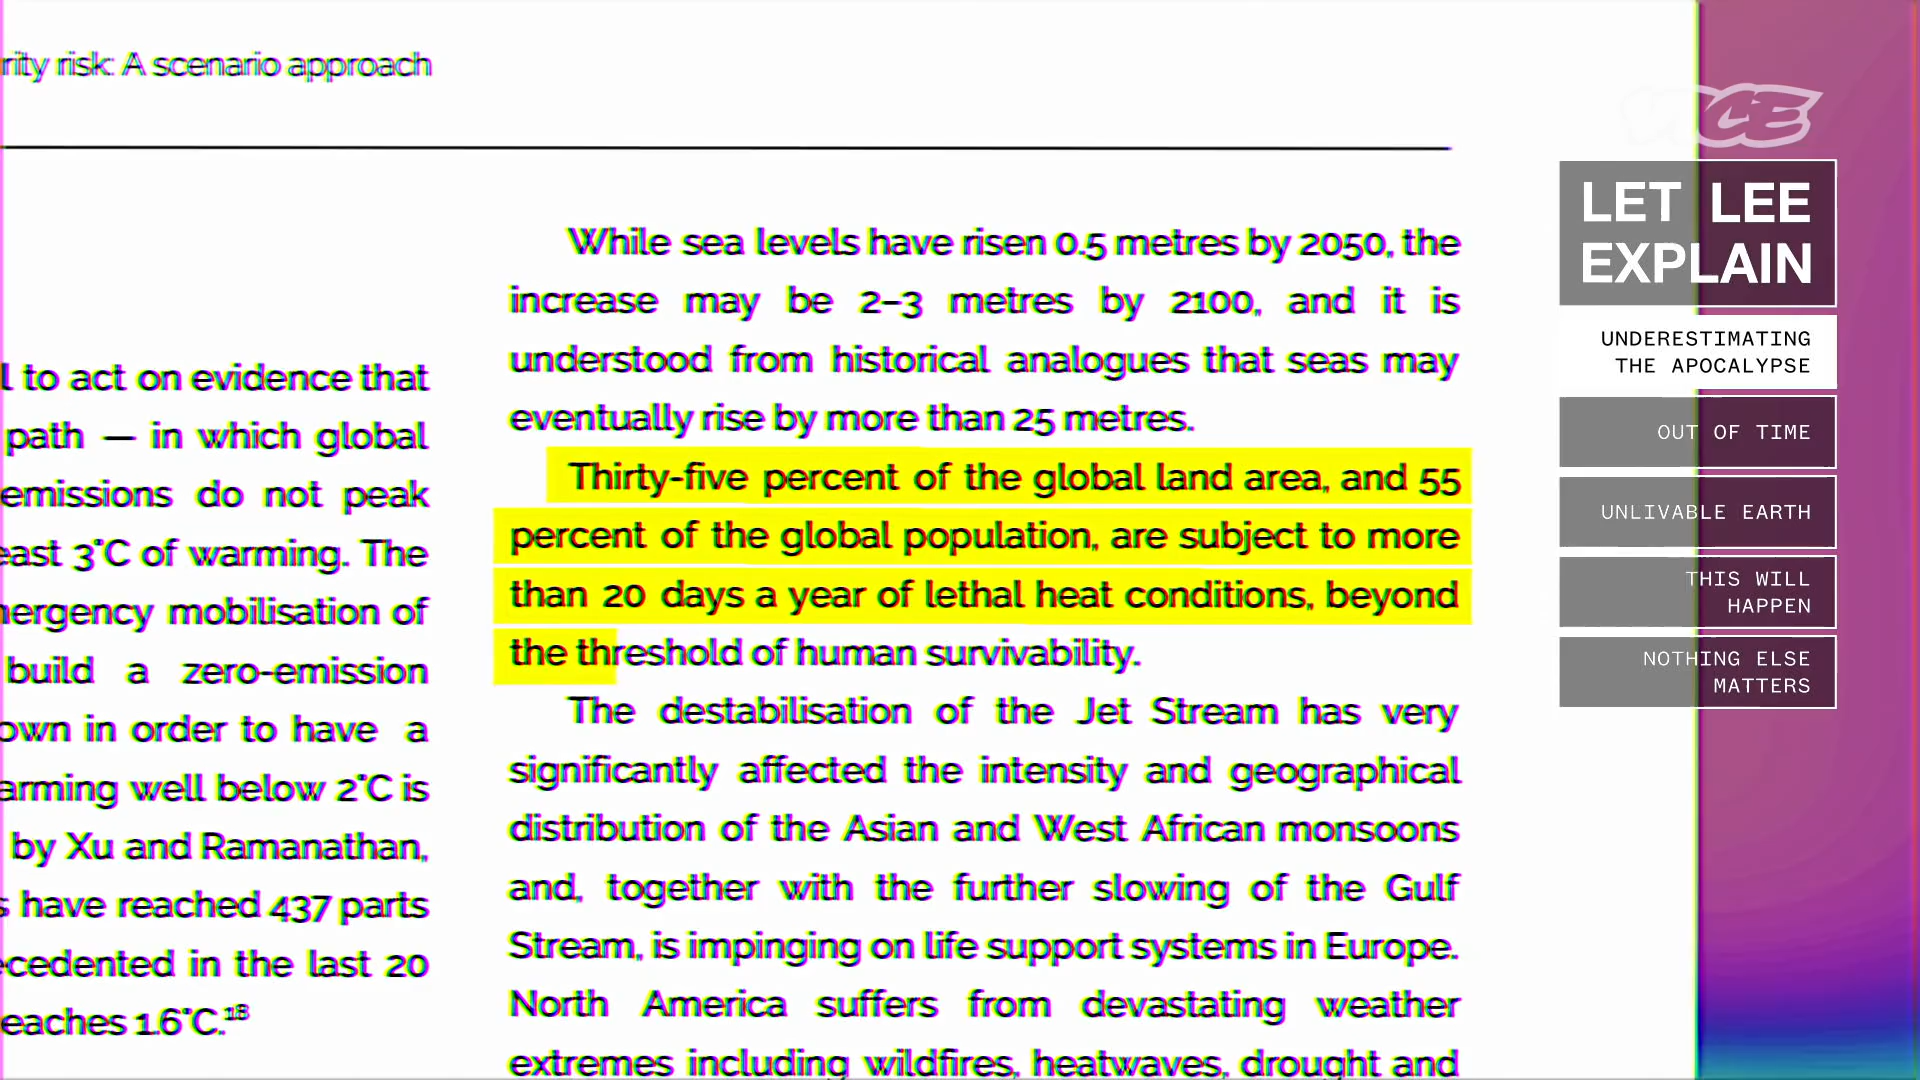 rity risk: A scenario approach
l to act on evidence that
path — in which global
emissions do not peak
east 3°C of warming. The
mergency mobilisation of
build a zero-emission
own in order to have a
arming well below 2°C is
by Xu and Ramanathan,
s have reached 437 parts
ecedented in the last 20
eaches 1.6°C.18
While sea levels have risen 0.5 metres by 2050, the
increase may be 2–3 metres by 2100, and it is
understood from historical analogues that seas may
eventually rise by more than 25 metres.
Thirty-five percent of the global land area, and 55
percent of the global population, are subject to more
than 20 days a year of lethal heat conditions, beyond
the threshold of human survivability.
The destabilisation of the Jet Stream has very
significantly affected the intensity and geographical
distribution of the Asian and West African monsoons
and, together with the further slowing of the Gulf
Stream, is impinging on life support systems in Europe.
North America suffers from devastating weather
extremes including wildfires, heatwaves, drought and
VICE
LET LEE
EXPLAIN
UNDERESTIMATING
THE APOCALYPSE
OUT OF TIME
UNLIVABLE EARTH
THIS WILL
HAPPEN
NOTHING ELSE
MATTERS